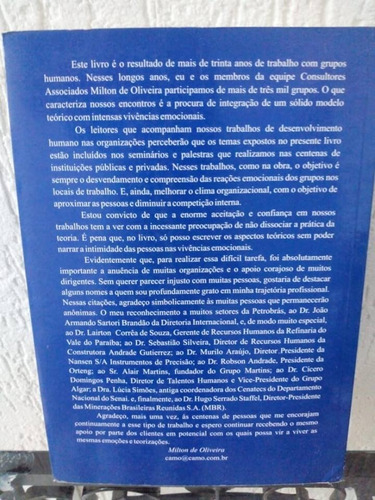 Este livro é o resultado de mais de trinta anos de trabalho com grupos
humanos. Nesses longos anos, eu e os membros da equipe Consultores
Associados Milton de Oliveira participamos de mais de três mil grupos. O que
caracteriza nossos encontros é a procura de integração de um sólido modelo
teórico com intensas vivências emocionais.
Os leitores que acompanham nossos trabalhos de desenvolvimento
humano nas organizações perceberão que os temas expostos no presente livro
estão incluídos nos seminários e palestras que realizamos nas centenas de
instituições públicas e privadas. Nesses trabalhos, como na obra, o objetivo é
sempre o desvendamento e compreensão das reações emocionais dos grupos nos
locais de trabalho. E, ainda, melhorar o clima organizacional, com o objetivo de
aproximar as pessoas e diminuir a competição interna.
Estou convicto de que a enorme aceitação e confiança em nossos
trabalhos tem a ver com a incessante preocupação de não dissociar a prática da
teoria. É pena que, no livro, só posso escrever os aspectos teóricos sem poder
narrar a intimidade das pessoas nas vivências emocionais.
Evidentemente que, para realizar essa difícil tarefa, foi absolutamente
importante a anuência de muitas organizações e o apoio corajoso de muitos
dirigentes. Sem querer parecer injusto com muitas pessoas, gostaria de destacar
alguns nomes a quem sou profundamente grato em minha trajetória profissional.
Nessas citações, agradeço simbolicamente às muitas pessoas que permanecerão
anônimas. O meu reconhecimento a muitos setores da Petrobrás, ao Dr. João
Armando Sartori Brandão da Diretoria Internacional, e, de modo muito especial,
ao Dr. Lairton Corrêa de Souza, Gerente de Recursos Humanos da Refinaria do
Vale do Paraíba; ao Dr. Sebastião Silveira, Diretor de Recursos Humanos da
Construtora Andrade Gutierrez; ao Dr. Murilo Araújo, Diretor Presidente da
Nansen S/A Instrumentos de Precisão; ao Dr. Robson Andrade, Presidente da
Orteng; ao Sr. Alair Martins, fundador do Grupo Martins; ao Dr. Cícero
Domingos Penha, Diretor de Talentos Humanos e Vice-Presidente do Grupo
Algar; a Dra. Lúcia Simões, antiga coordenadora dos Cenatecs do Departamento
Nacional do Senai. e, finalmente, ao Dr. Hugo Serrado Staffel, Diretor-Presidente
das Minerações Brasileiras Reunidas S.A. (MBR).
Agradeço, mais uma vez, às centenas de pessoas que me encorajam
continuamente a esse tipo de trabalho e espero continuar recebendo o mesmo
apoio por parte dos clientes em potencial com os quais possa vir a viver as
mesmas emoções e teorizações.
Milton de Oliveira
camo@camo.com.br